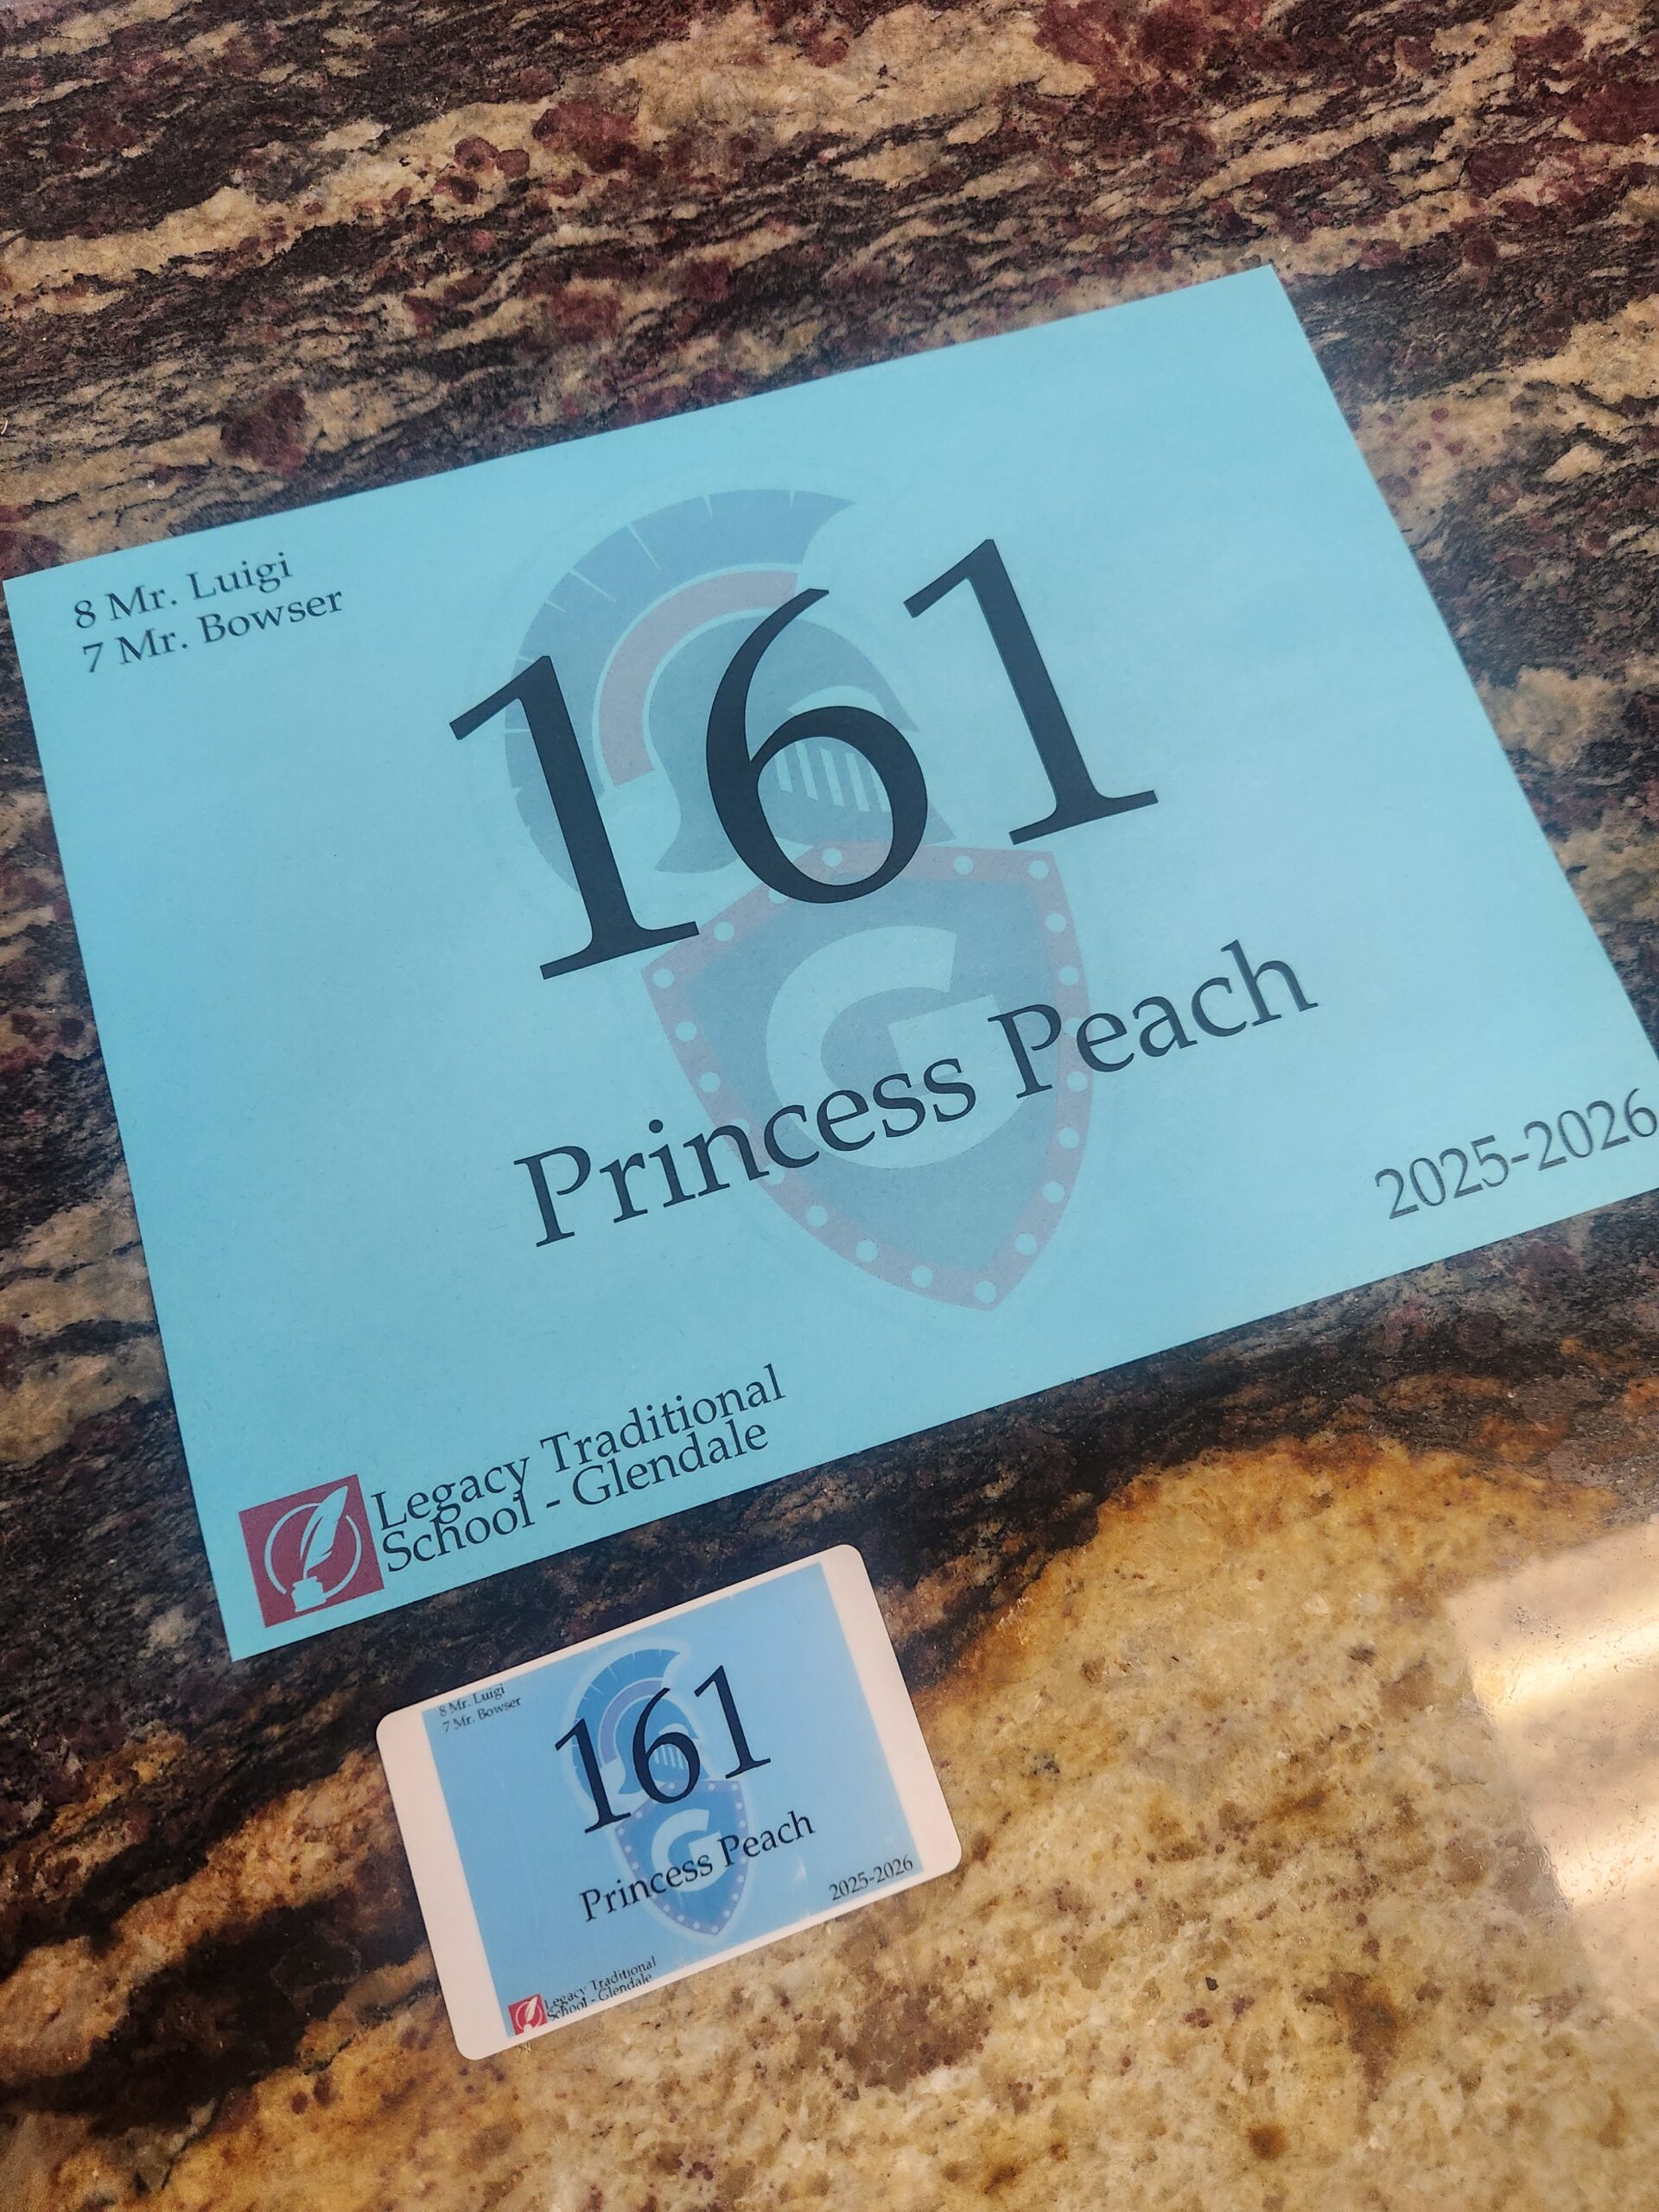 8 Mr. Luigi
7 Mr. Bowser
161
G
Princess Peach
2025-2026
Legacy Traditional
School - Glendale
8 Mr. Luigi
7 Mr. Bowser
161
G
Princess Peach
2025-2026
Legacy Traditional
School - Glendale